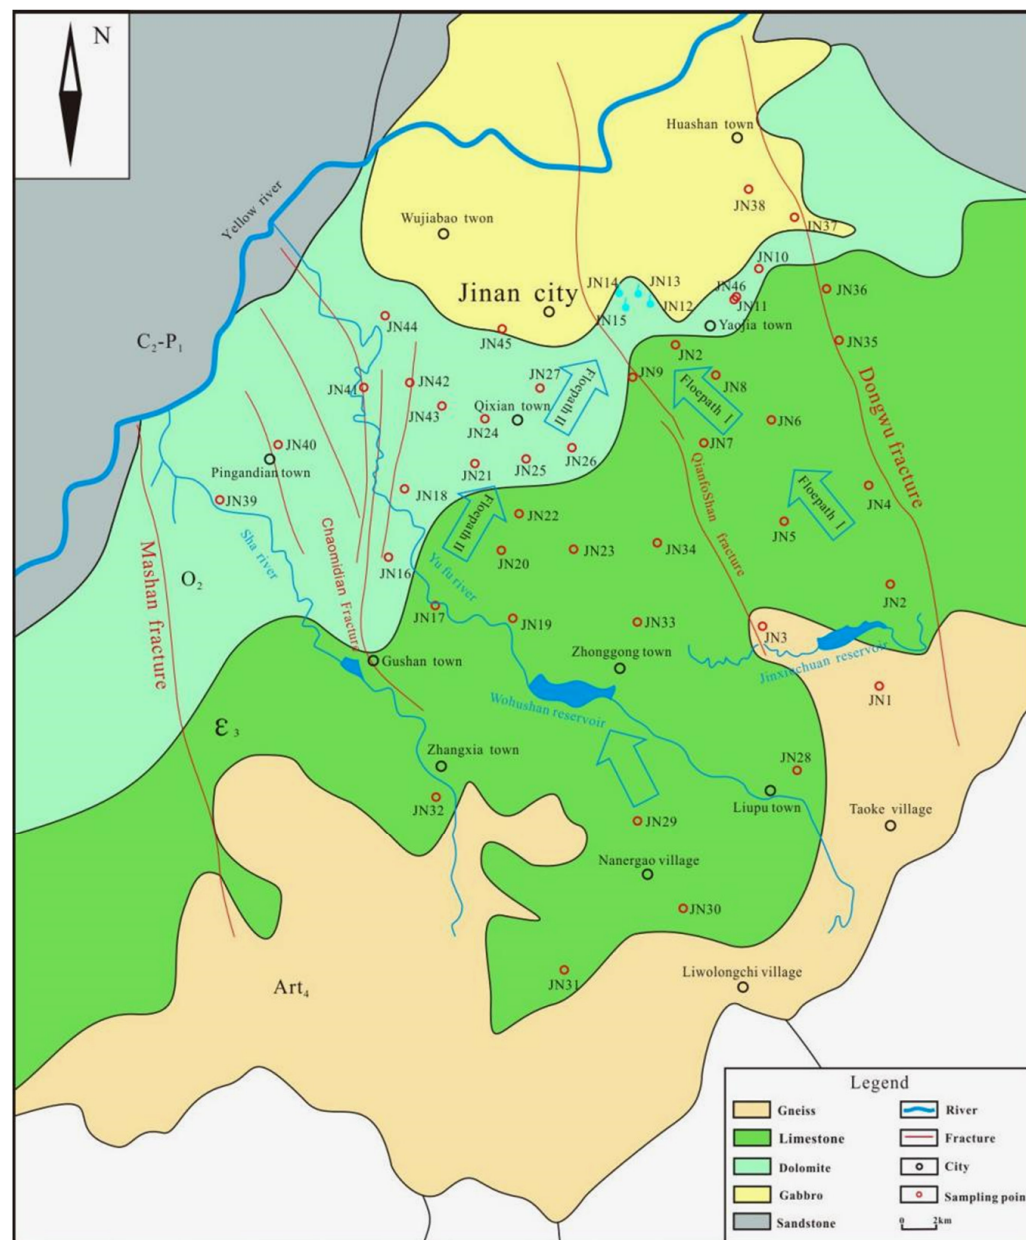 N
Huashan town
JN38
JN37
Yellow river
Wujiabao twon
JN10
JN14
JN13
JN46
JN36
Jinan city
JN12
JN11
JN15
Yaojia town
JN44
JN45
C₂-P₁
JN2
JN35
JN9
JN8
JN41
JN42
JN27
Floepath II
Floepath I
Dongwu fracture
JN43
Qixian town
JN24
JN6
JN40
JN7
Pingandian town
JN26
JN21
JN25
QianfoShan fracture
JN39
JN18
Floepath II
Floepath I
JN4
JN22
JN5
Sha river
Chaomidian Fracture
Mashan fracture
JN20
JN23
JN34
O₂
JN16
Yu fu river
JN2
JN17
JN19
JN33
JN3
Gushan town
Zhonggong town
Jinxiechuan reservoir
JN1
Wohushan reservoir
Ɛ₃
Zhangxia town
JN28
JN32
Liupu town
Taoke village
JN29
Nanergao village
JN30
JN31
Liwolongchi village
Art₄
Legend
Gneiss
River
Limestone
Fracture
Dolomite
City
Gabbro
Sampling poin
Sandstone
0 2km